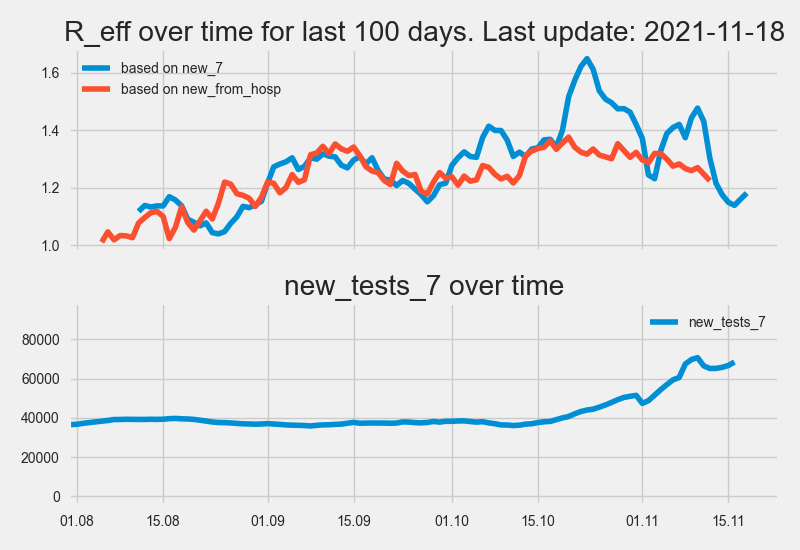 R_eff over time for last 100 days. Last update: 2021-11-18
based on new_7
based on new_from_hosp
1.6
1.4
1.2
1.0
new_tests_7 over time
new_tests_7
80000
60000
40000
20000
0
01.08 15.08 01.09 15.09 01.10 15.10 01.11 15.11